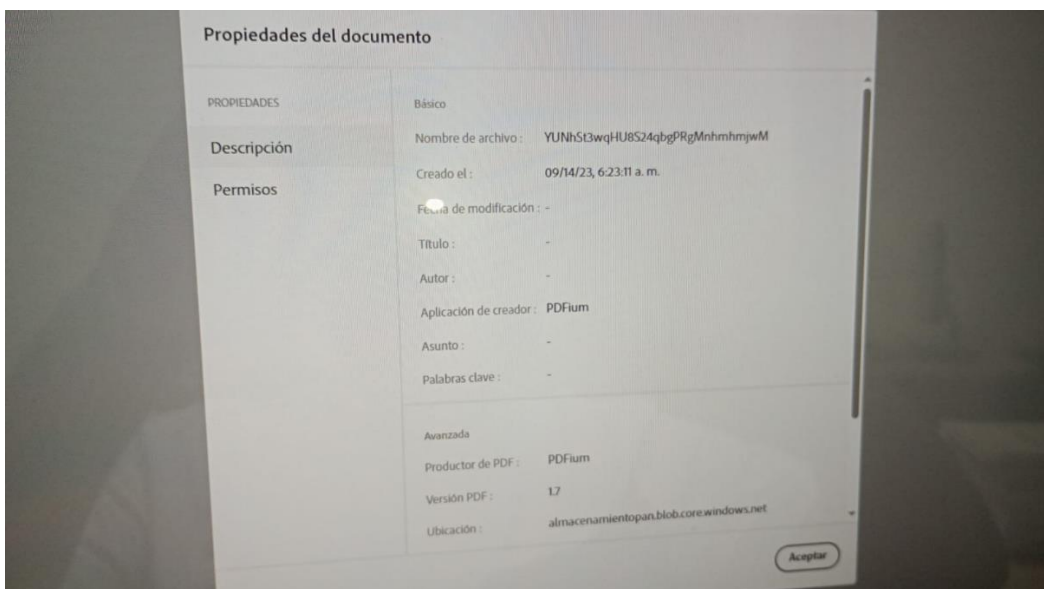 Propiedades del documento
PROPIEDADES
Descripción
Permisos
Básico
Nombre de archivo : YUNhSt3wqHU8S24qbgPRgMnhmhmjwM
Creado el : 09/14/23, 6:23:11 a. m.
de modificación : -
Título : -
Autor : -
Aplicación de creador : PDFium
Asunto : -
Palabras clave : -
Avanzada
Productor de PDF : PDFium
Versión PDF : 1.7
Ubicación : almacenamientopan.blob.core.windows.net
Aceptar